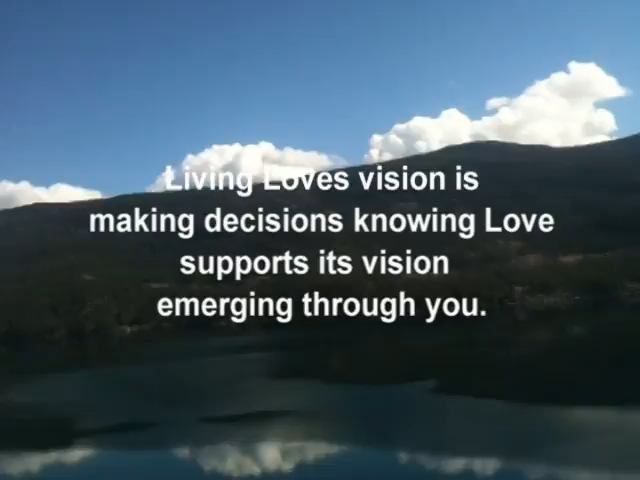 Living Loves vision is
making decisions knowing Love
supports its vision
emerging through you.